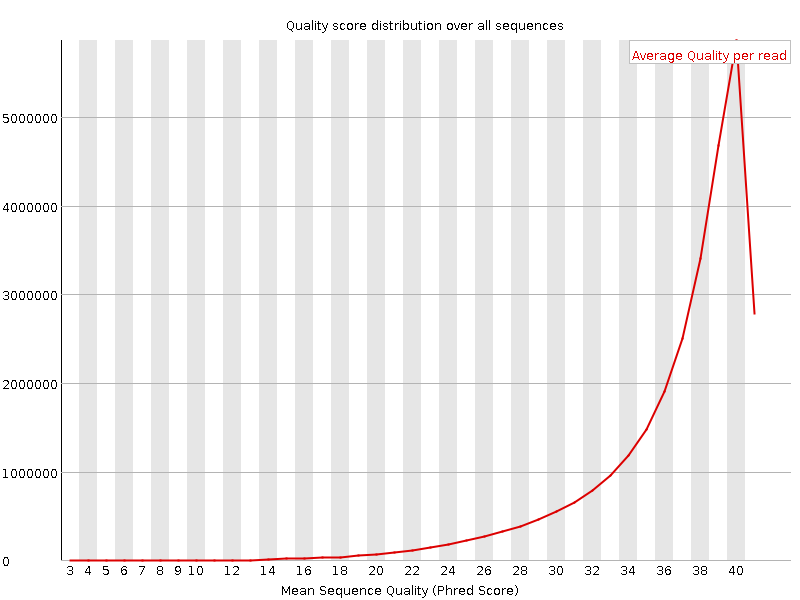 Quality score distribution over all sequences
Average Quality per read
5000000
4000000
3000000
2000000
1000000
0
3 4 5 6 7 8 9 10 12 14 16 18 20 22 24 26 28 30 32 34 36 38 40
Mean Sequence Quality (Phred Score)